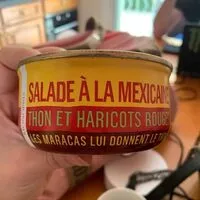 SALADE À LA MEXICAINE
THON ET HARICOTS ROUGES
LES MARACAS LUI DONNENT LE